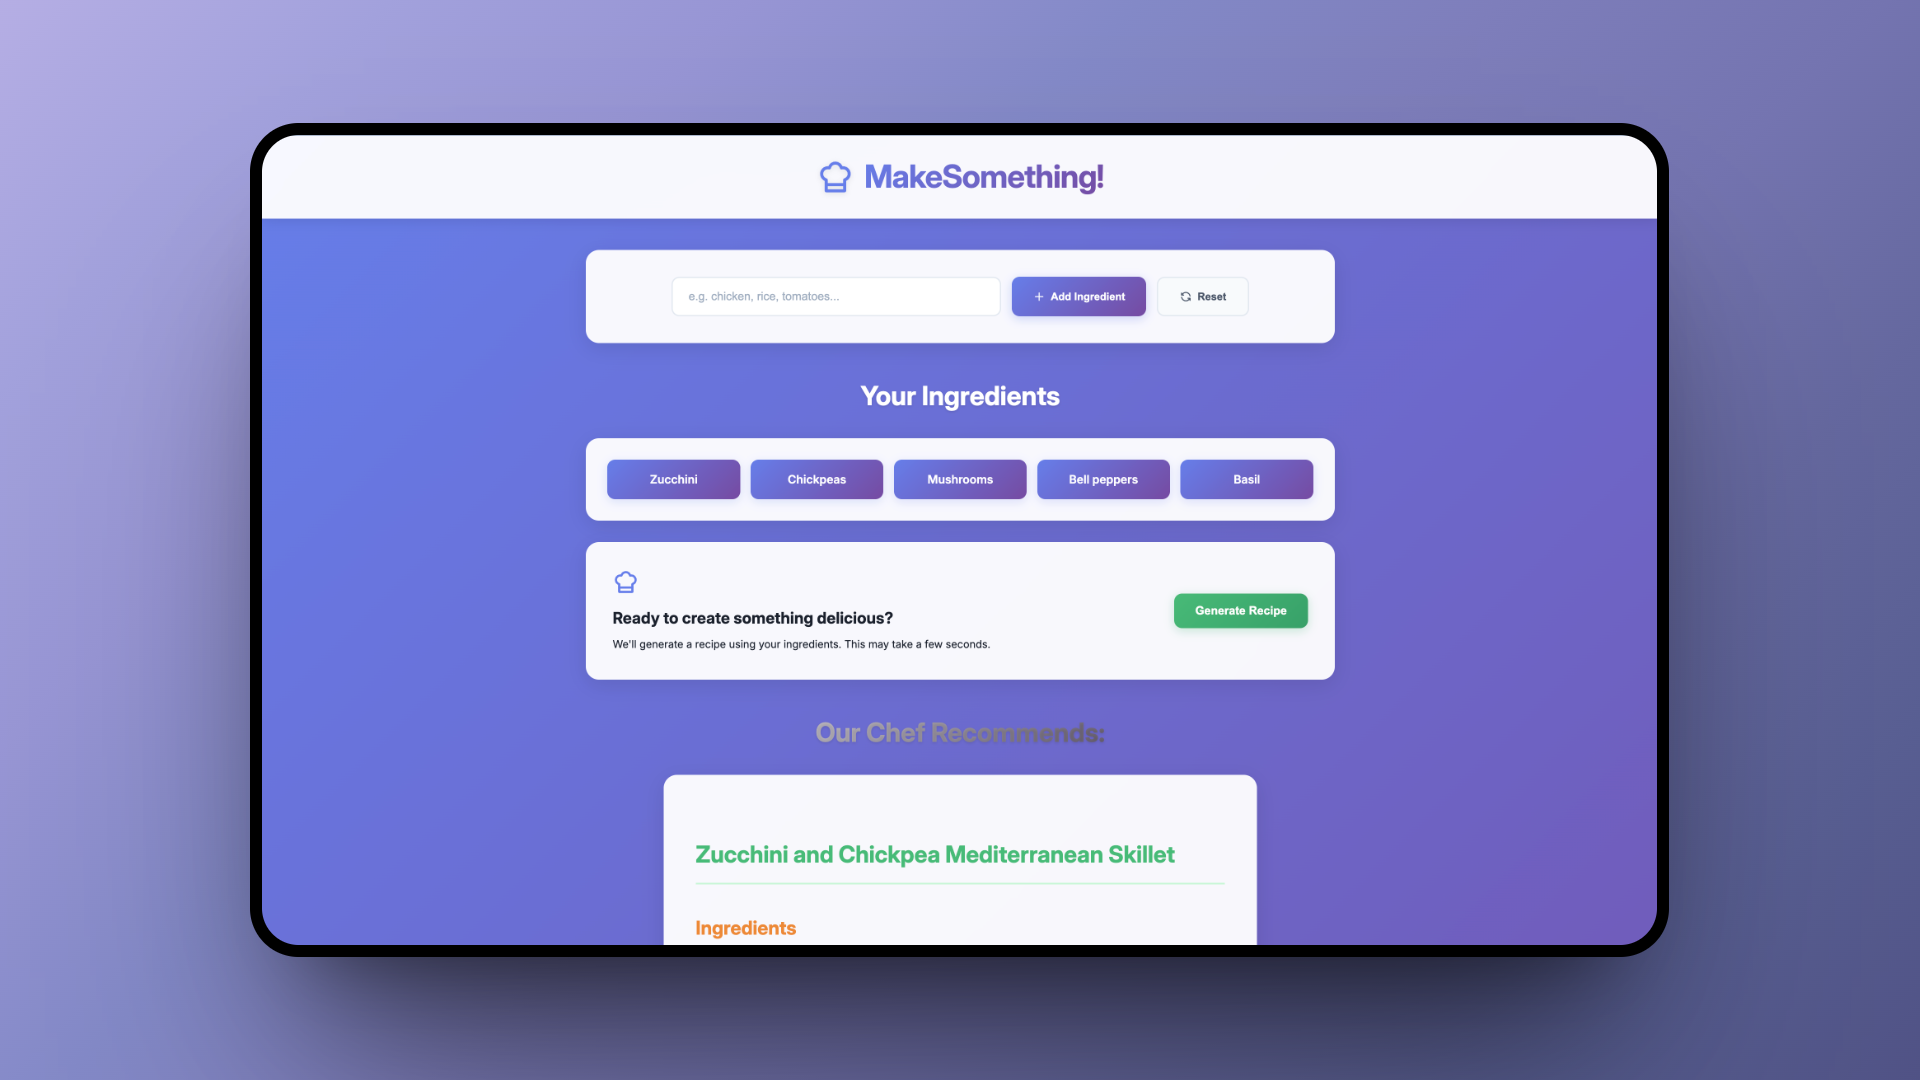 MakeSomething!
e.g. chicken, rice, tomatoes...
Add Ingredient
Reset
Your Ingredients
Zucchini
Chickpeas
Mushrooms
Bell peppers
Basil
Ready to create something delicious?
We'll generate a recipe using your ingredients. This may take a few seconds.
Generate Recipe
Our Chef Recommends:
Zucchini and Chickpea Mediterranean Skillet
Ingredients